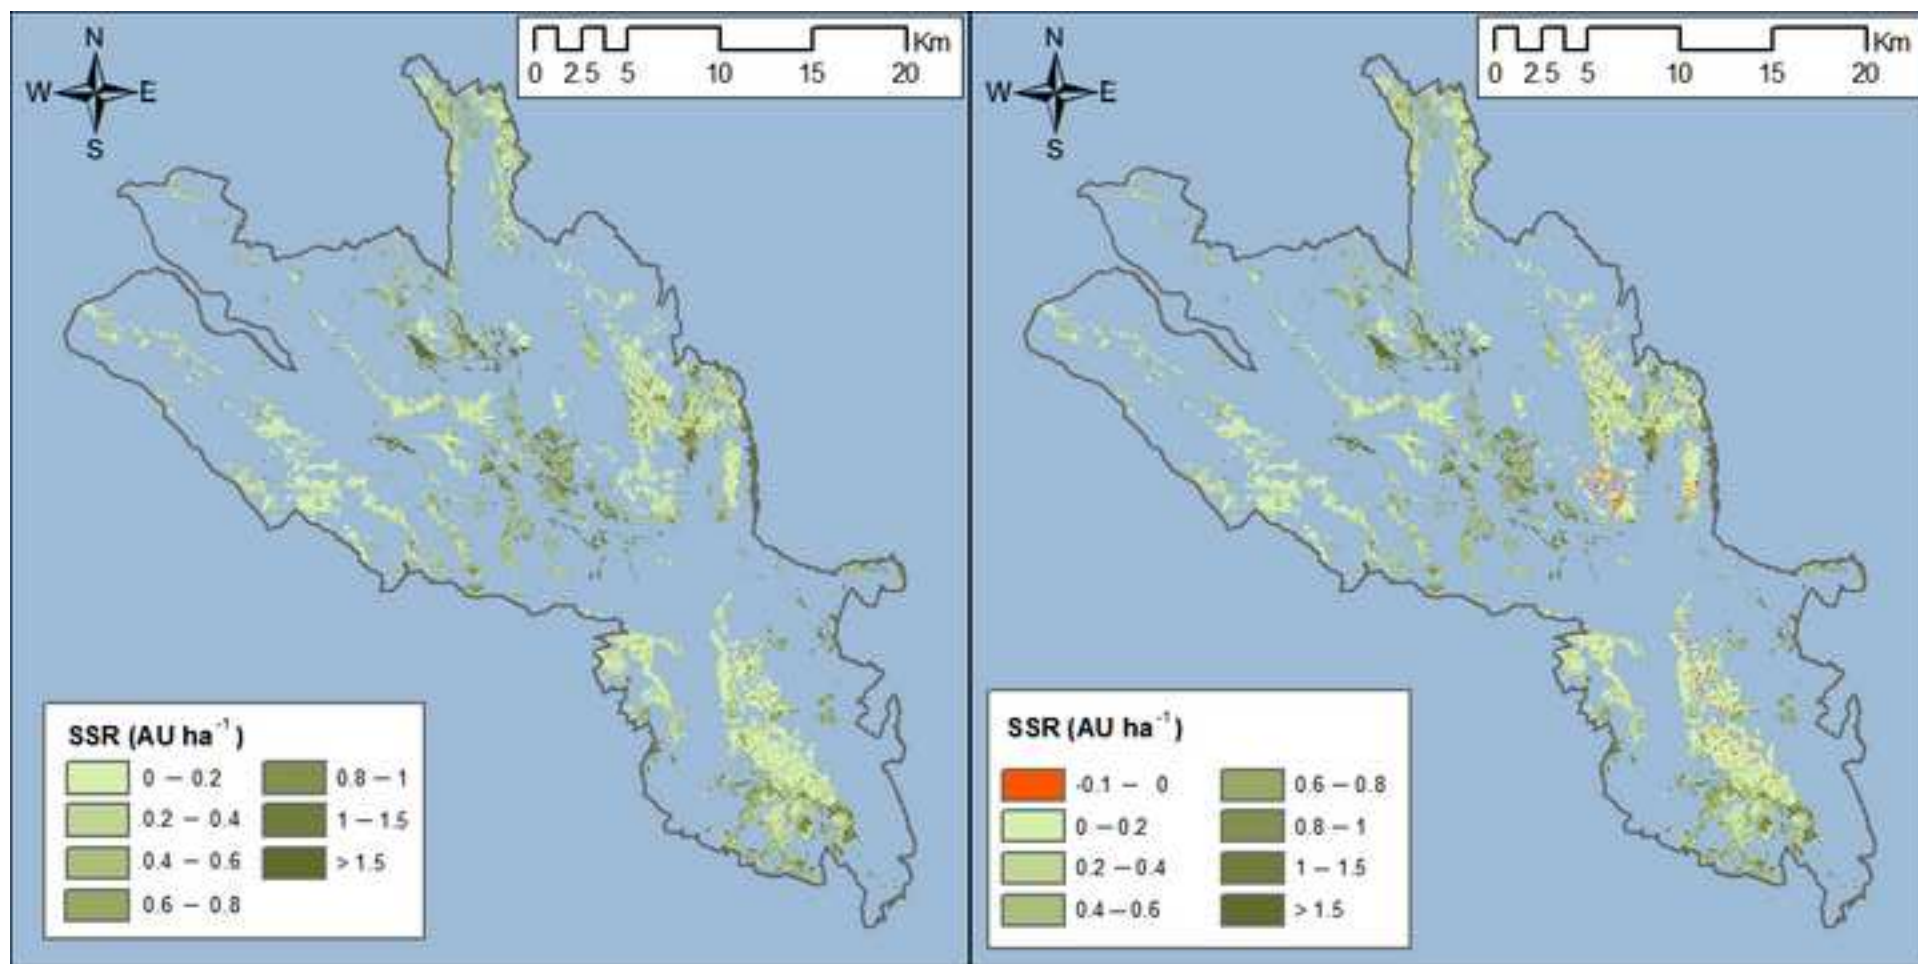 N
W E
S
Km
0 2.5 5 10 15 20
SSR (AU ha⁻¹)
0 – 0.2
0.2 – 0.4
0.4 – 0.6
0.6 – 0.8
0.8 – 1
1 – 1.5
> 1.5
N
W E
S
Km
0 2.5 5 10 15 20
SSR (AU ha⁻¹)
-0.1 – 0
0 – 0.2
0.2 – 0.4
0.4 – 0.6
0.6 – 0.8
0.8 – 1
1 – 1.5
> 1.5